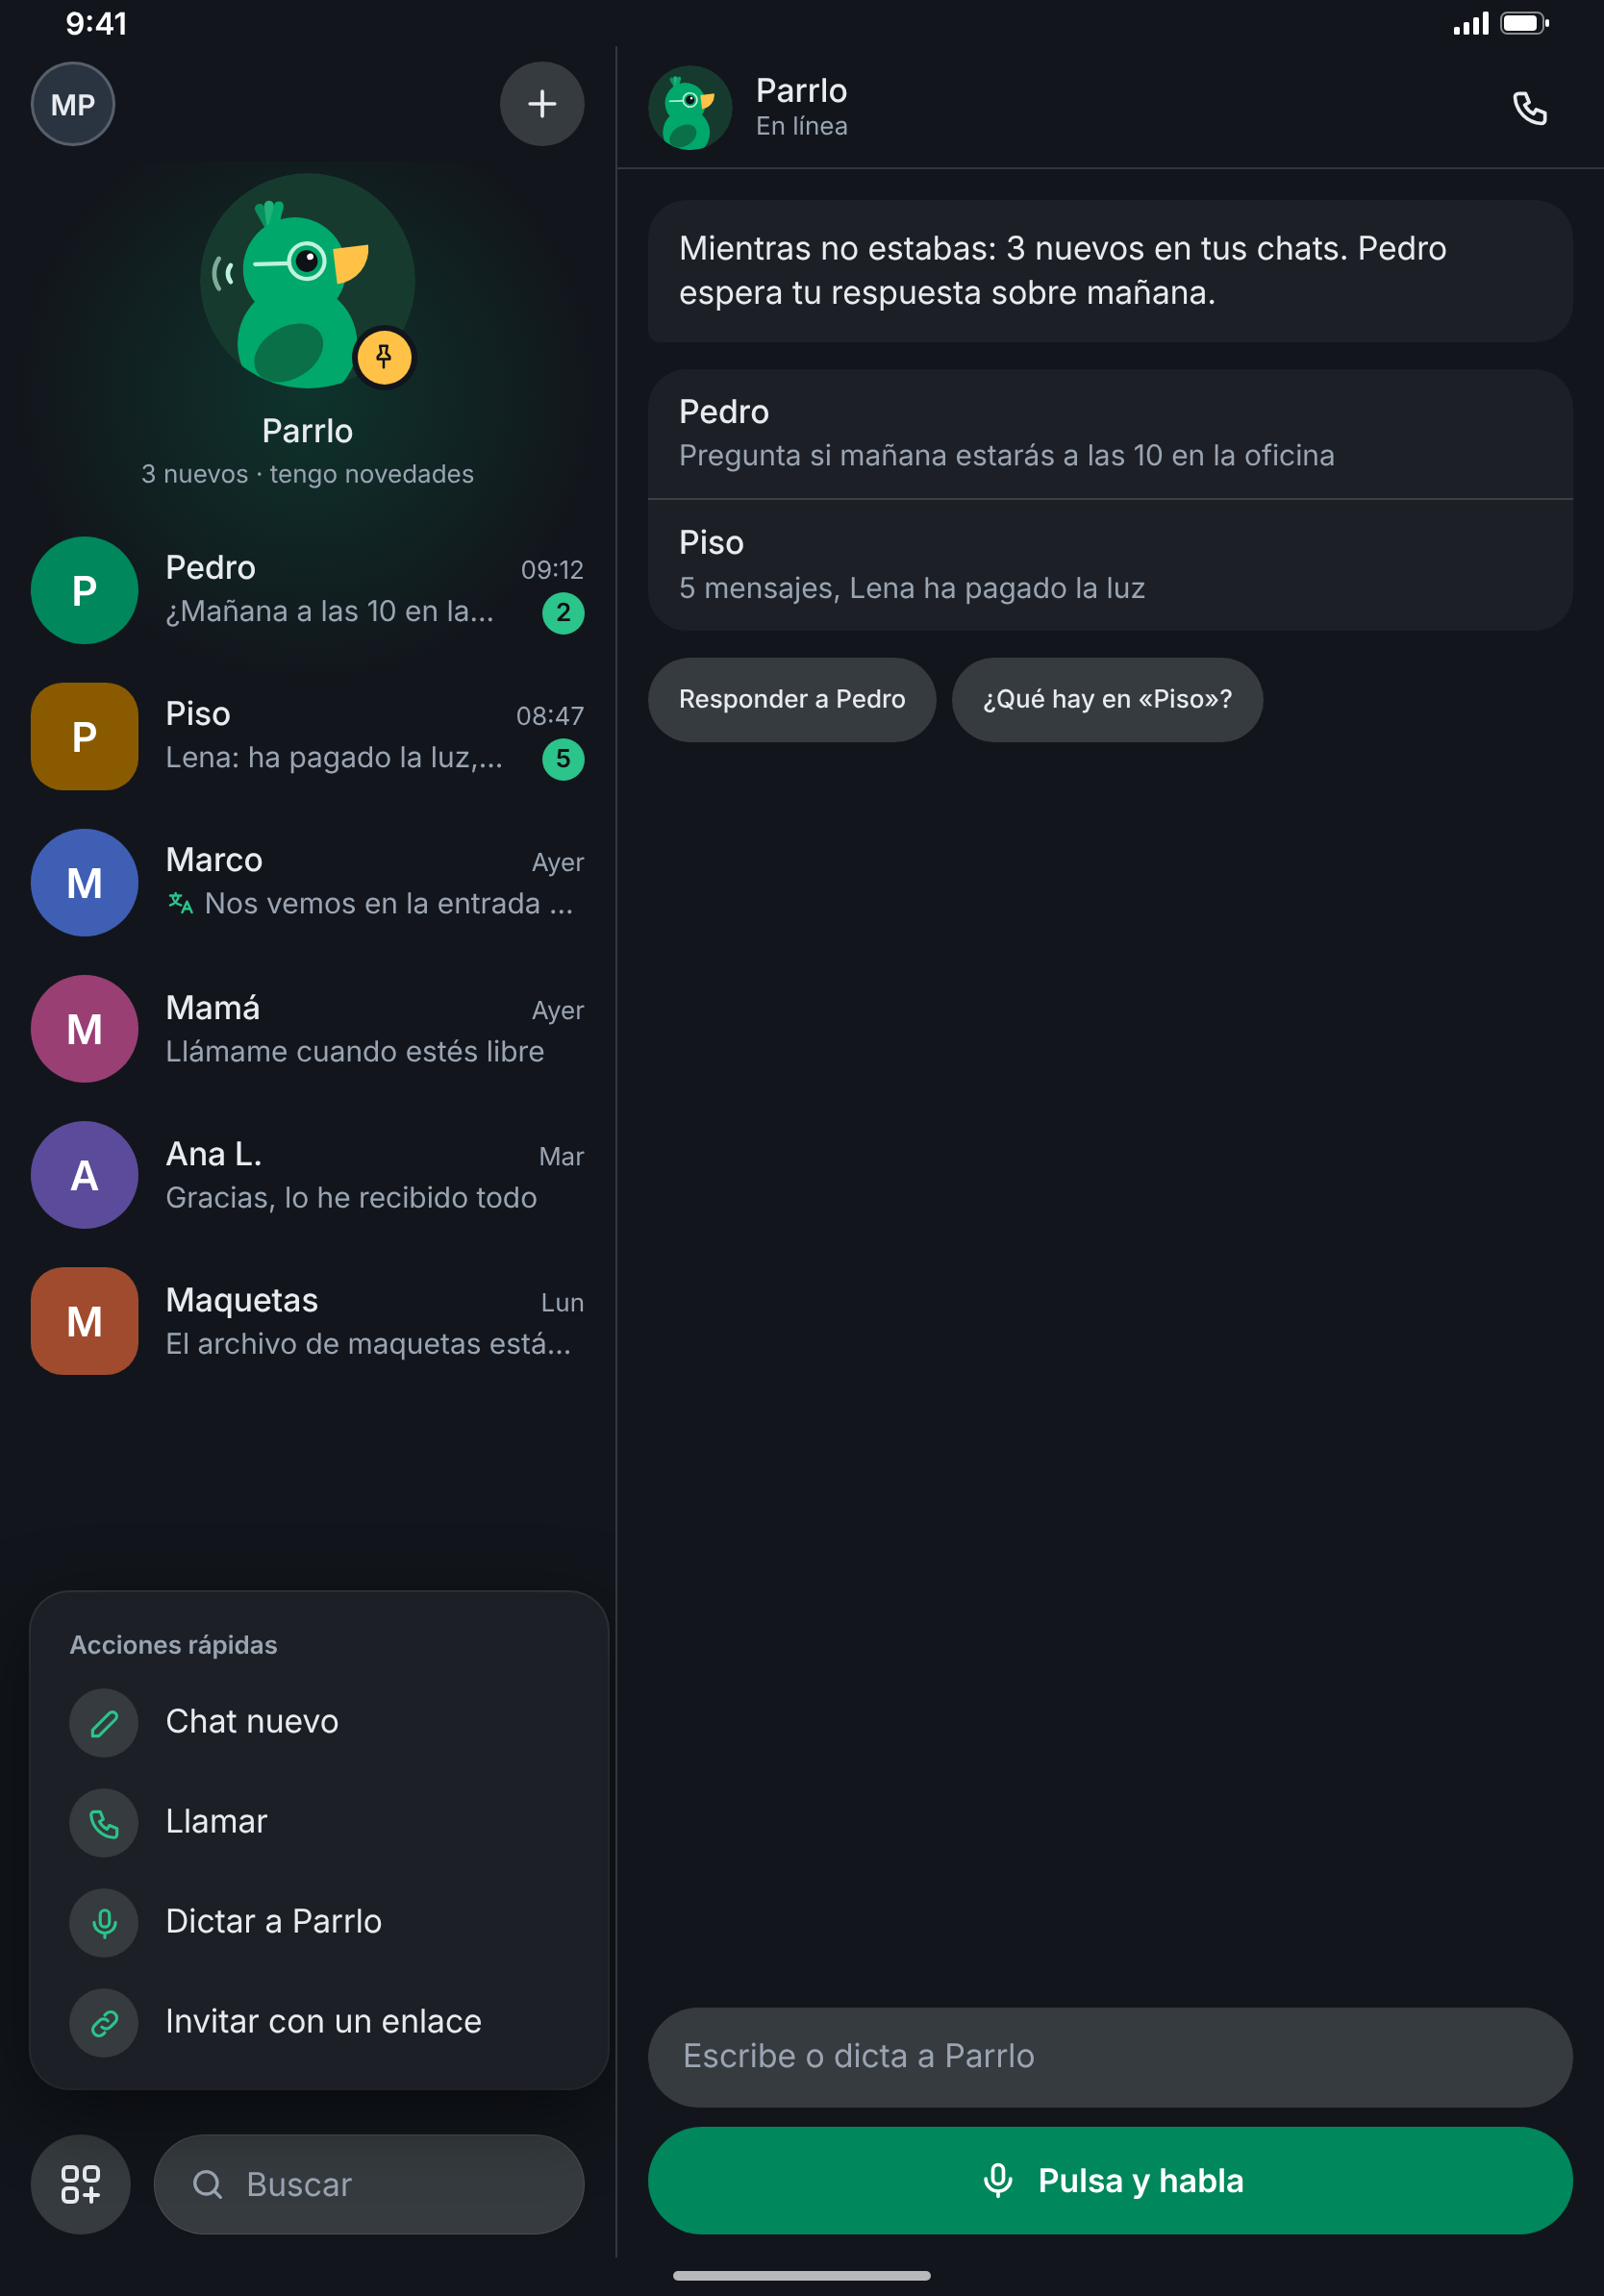 9:41
MP
Parrlo
3 nuevos · tengo novedades
P
Pedro
09:12
¿Mañana a las 10 en la...
2
P
Piso
08:47
Lena: ha pagado la luz,...
5
M
Marco
Ayer
Nos vemos en la entrada ...
M
Mamá
Ayer
Llámame cuando estés libre
A
Ana L.
Mar
Gracias, lo he recibido todo
M
Maquetas
Lun
El archivo de maquetas está...
Acciones rápidas
Chat nuevo
Llamar
Dictar a Parrlo
Invitar con un enlace
Buscar
Parrlo
En línea
Mientras no estabas: 3 nuevos en tus chats. Pedro
espera tu respuesta sobre mañana.
Pedro
Pregunta si mañana estarás a las 10 en la oficina
Piso
5 mensajes, Lena ha pagado la luz
Responder a Pedro
¿Qué hay en «Piso»?
Escribe o dicta a Parrlo
Pulsa y habla